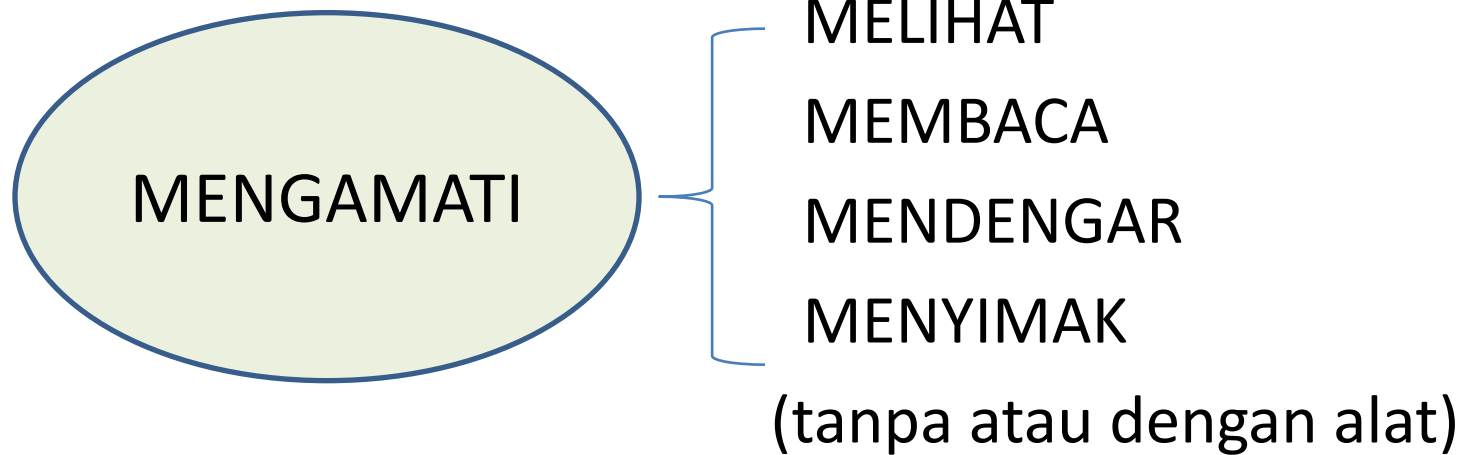 MENGAMATI
MELIHAT
MEMBACA
MENDENGAR
MENYIMAK
(tanpa atau dengan alat)